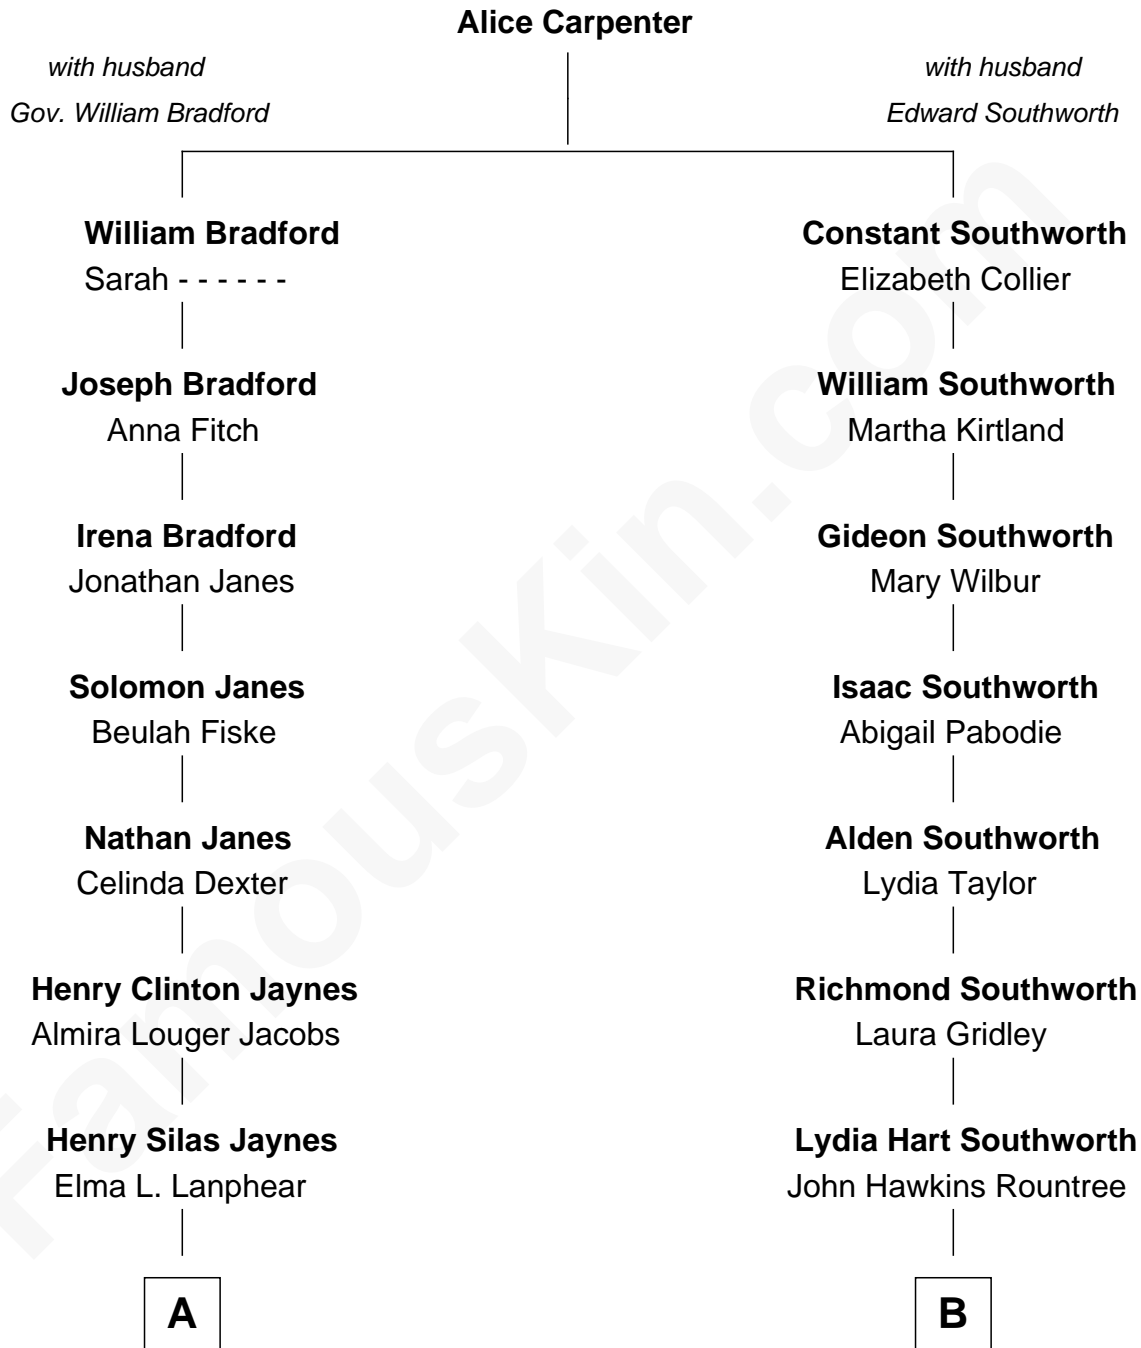 Alice Carpenter
with husband
Gov. William Bradford
with husband
Edward Southworth
William Bradford
Sarah - - - - - -
Constant Southworth
Elizabeth Collier
Joseph Bradford
Anna Fitch
William Southworth
Martha Kirtland
Irena Bradford
Jonathan Janes
Gideon Southworth
Mary Wilbur
Solomon Janes
Beulah Fiske
Isaac Southworth
Abigail Pabodie
Nathan Janes
Celinda Dexter
Alden Southworth
Lydia Taylor
Henry Clinton Jaynes
Almira Louger Jacobs
Richmond Southworth
Laura Gridley
Henry Silas Jaynes
Elma L. Lanphear
Lydia Hart Southworth
John Hawkins Rountree
A
B
FamousKin.com